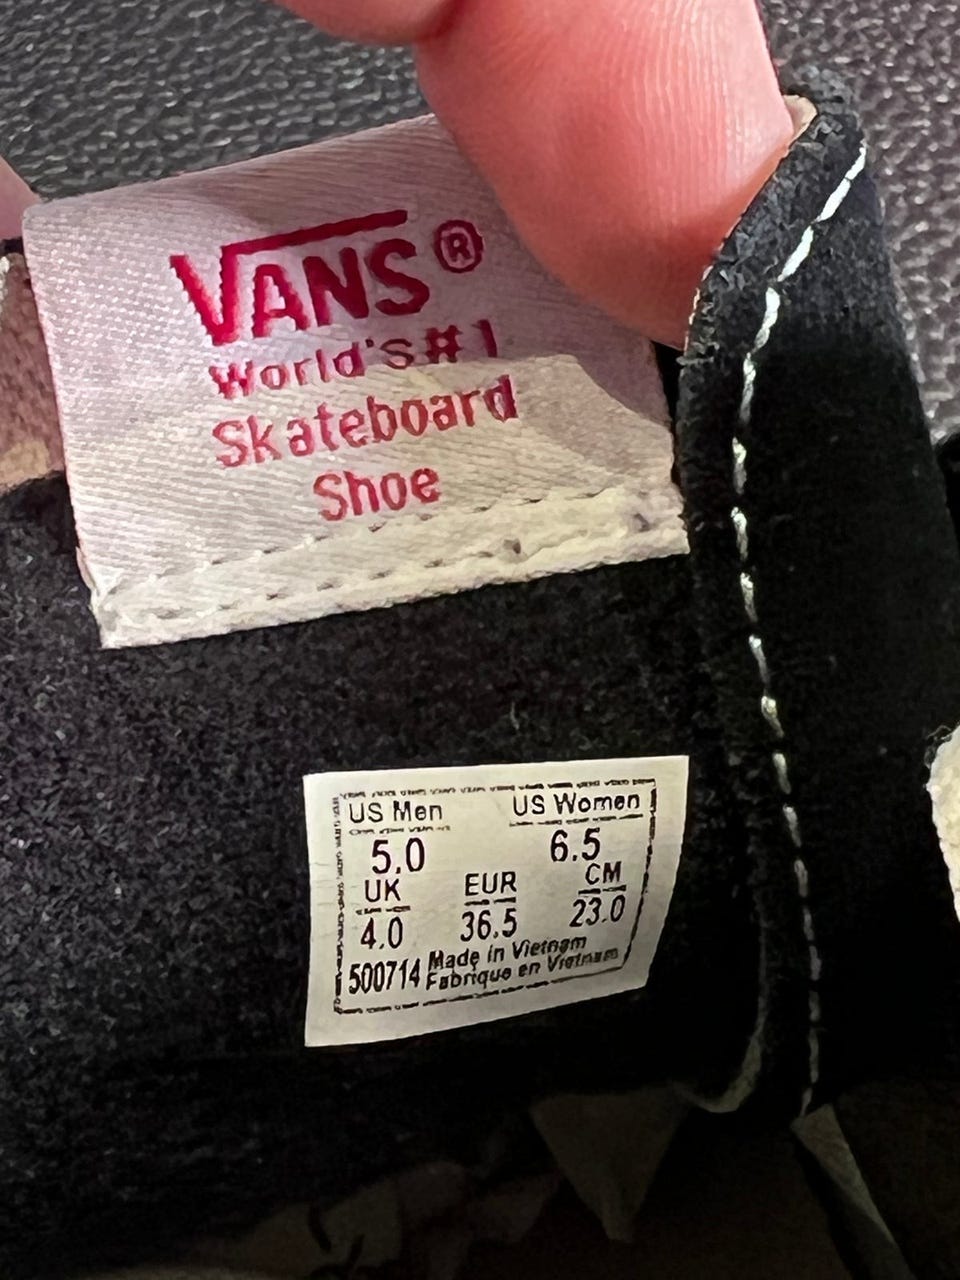 VANS®
World's #1
Skateboard
Shoe
US Men US Women
5.0 6.5
UK EUR CM
4.0 36.5 23.0
500714 Made in Vietnam
Fabrique en Vietnam